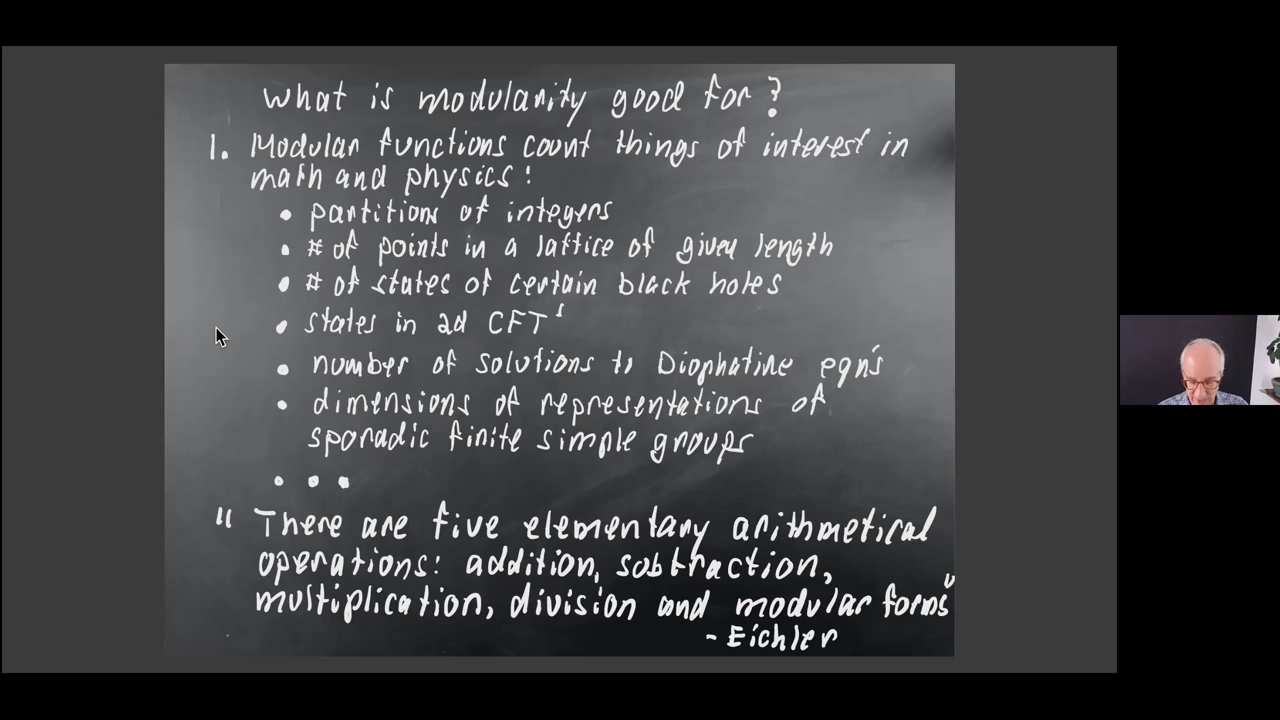 What is modularity good for?
1. Modular functions count things of interest in
math and physics:
• partitions of integers
• # of points in a lattice of given length
• # of states of certain black holes
• states in 2d CFT's
• number of solutions to Diophatine eqn's
• dimensions of representations of
sporadic finite simple groups
• • •
"There are five elementary arithmetical
operations: addition, subtraction,
multiplication, division and modular forms"
- Eichler